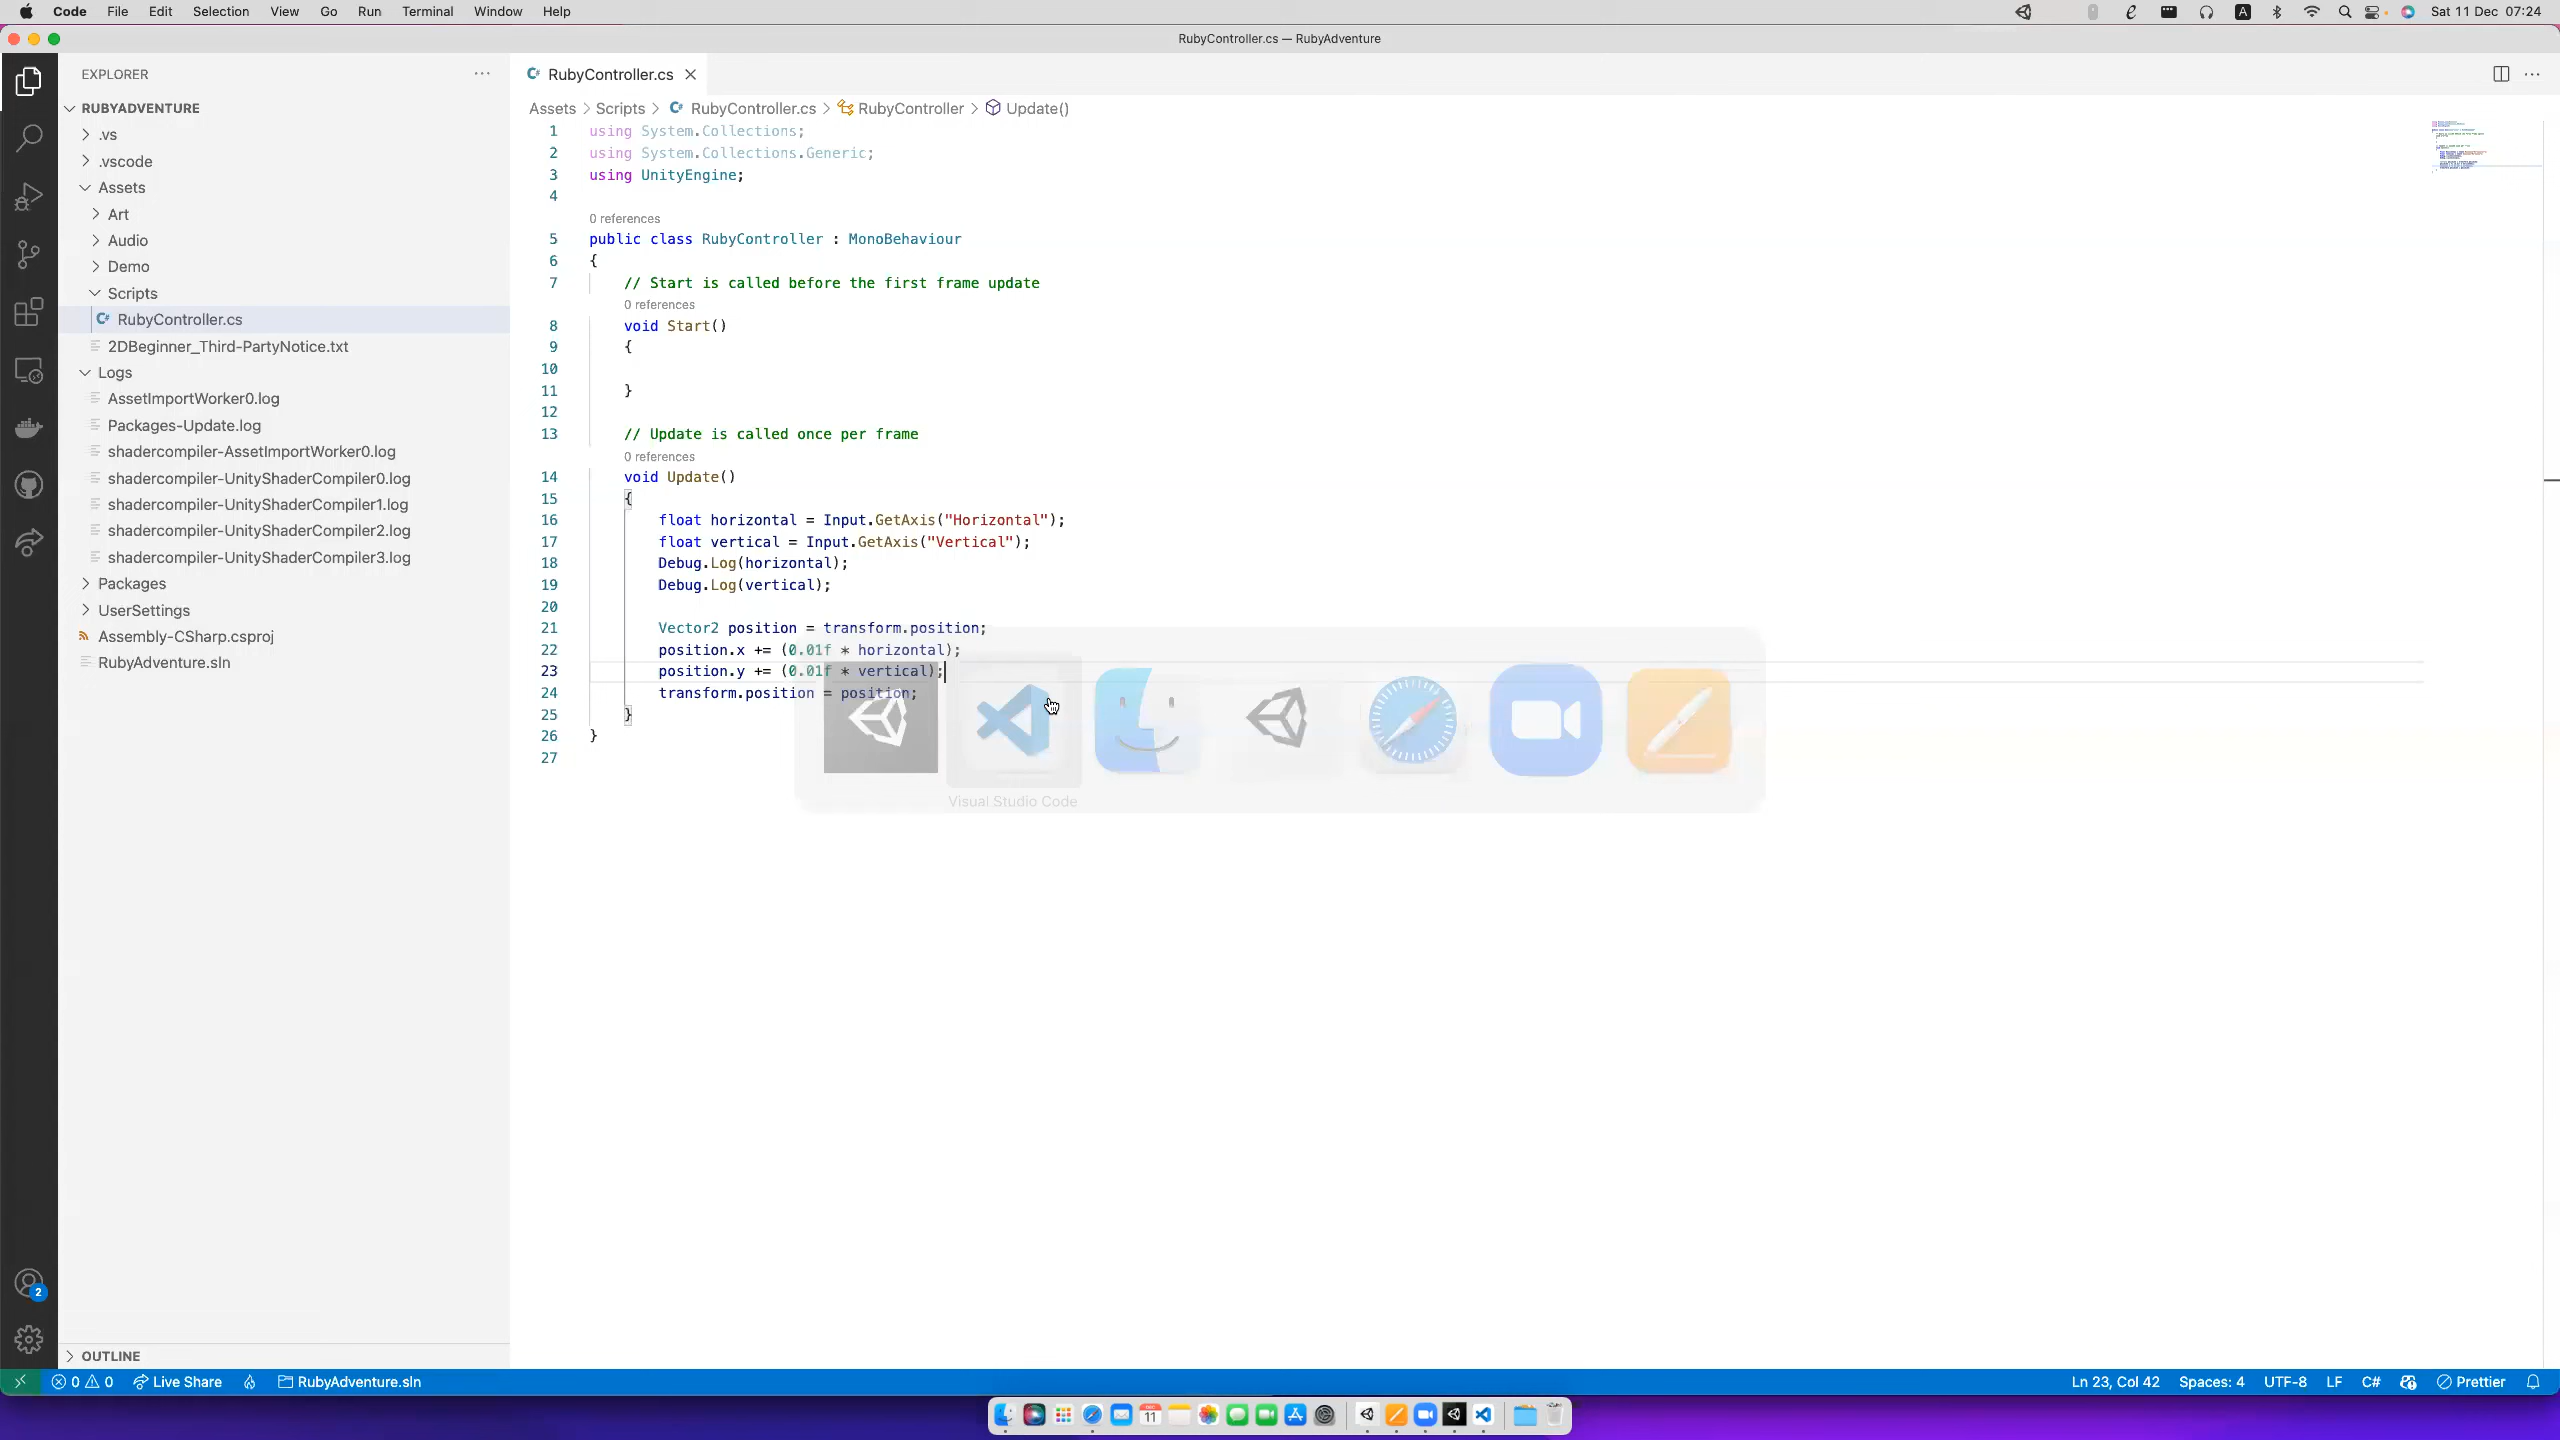 Code File Edit Selection View Go Run Terminal Window Help
A
Sat 11 Dec 07:24
RubyController.cs — RubyAdventure
EXPLORER
RUBYADVENTURE
.vs
.vscode
Assets
Art
Audio
Demo
Scripts
RubyController.cs
2DBeginner_Third-PartyNotice.txt
Logs
AssetImportWorker0.log
Packages-Update.log
shadercompiler-AssetImportWorker0.log
shadercompiler-UnityShaderCompiler0.log
shadercompiler-UnityShaderCompiler1.log
shadercompiler-UnityShaderCompiler2.log
shadercompiler-UnityShaderCompiler3.log
Packages
UserSettings
Assembly-CSharp.csproj
RubyAdventure.sln
OUTLINE
RubyController.cs
Assets > Scripts > RubyController.cs > RubyController > Update()
1 using System.Collections;
2 using System.Collections.Generic;
3 using UnityEngine;
4
0 references
5 public class RubyController : MonoBehaviour
6 {
7 // Start is called before the first frame update
0 references
8 void Start()
9 {
10
11 }
12
13 // Update is called once per frame
0 references
14 void Update()
15 {
16 float horizontal = Input.GetAxis("Horizontal");
17 float vertical = Input.GetAxis("Vertical");
18 Debug.Log(horizontal);
19 Debug.Log(vertical);
20
21 Vector2 position = transform.position;
22 position.x += (0.01f * horizontal);
23 position.y += (0.01f * vertical);
24 transform.position = position;
25 }
26 }
27
Visual Studio Code
2
0 0 Live Share RubyAdventure.sln
Ln 23, Col 42 Spaces: 4 UTF-8 LF C# Prettier
11